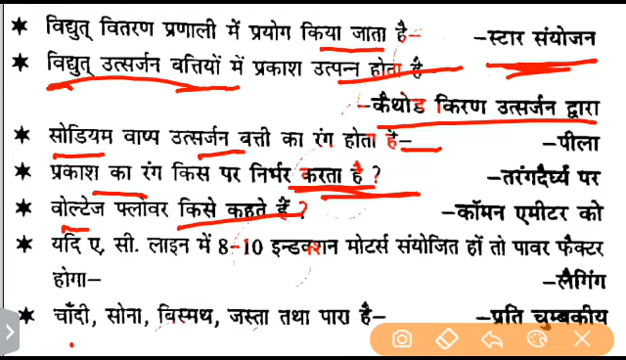 ★ विद्युत् वितरण प्रणाली में प्रयोग किया जाता है– –स्टार संयोजन
★ विद्युत् उत्सर्जन बत्तियों में प्रकाश उत्पन्न होता है
–कैथोड किरण उत्सर्जन द्वारा
★ सोडियम वाष्प उत्सर्जन बत्ती का रंग होता है– –पीला
★ प्रकाश का रंग किस पर निर्भर करता है ? –तरंगदैर्घ्य पर
★ वोल्टेज फ्लोवर किसे कहते हैं ? –कॉमन एमीटर को
★ यदि ए. सी. लाइन में 8–10 इन्डक्शन मोटर्स संयोजित हों तो पावर फैक्टर
होगा– –लैगिंग
★ चाँदी, सोना, बिस्मथ, जस्ता तथा पारा है– –प्रति चुम्बकीय